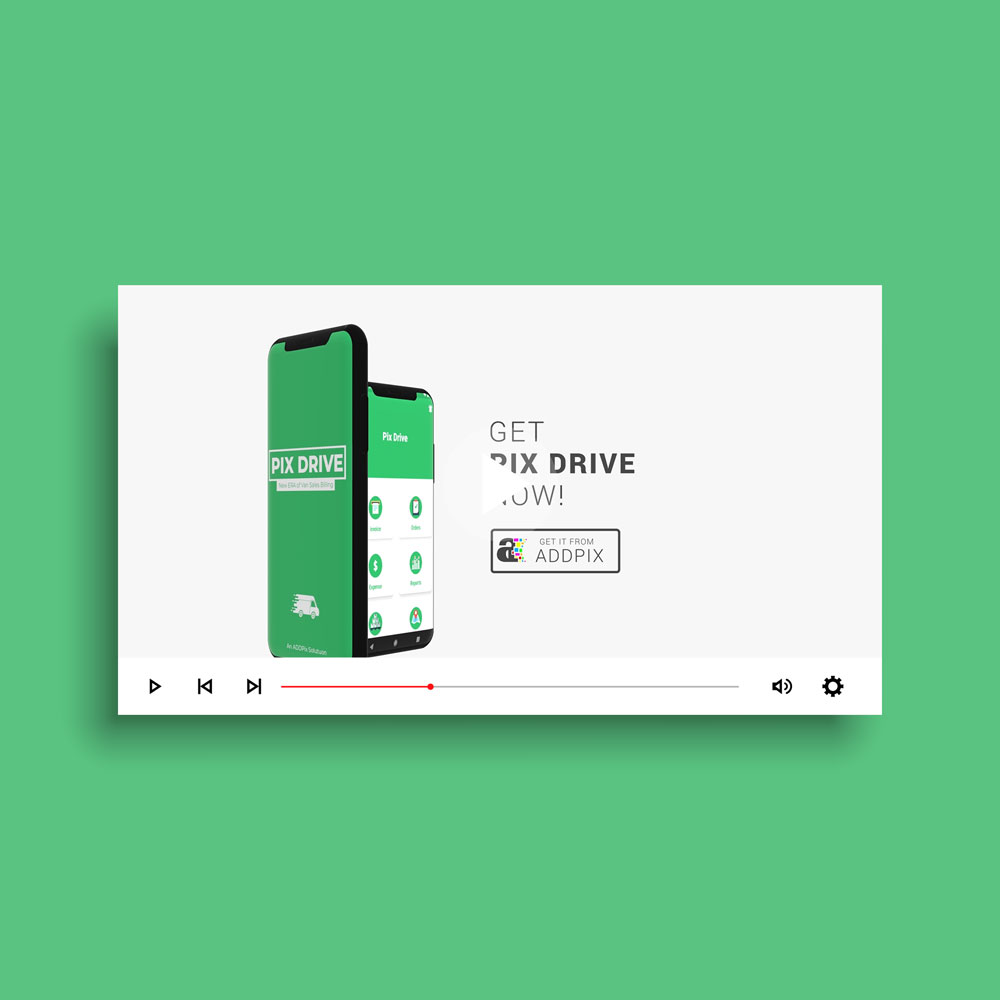 PIX DRIVE
New ERA of Van Sales Billing
An ADDPix Solutuion
Pix Drive
Invoice
Orders
Expense
Reports
GET
PIX DRIVE
NOW!
a
GET IT FROM
ADDPIX